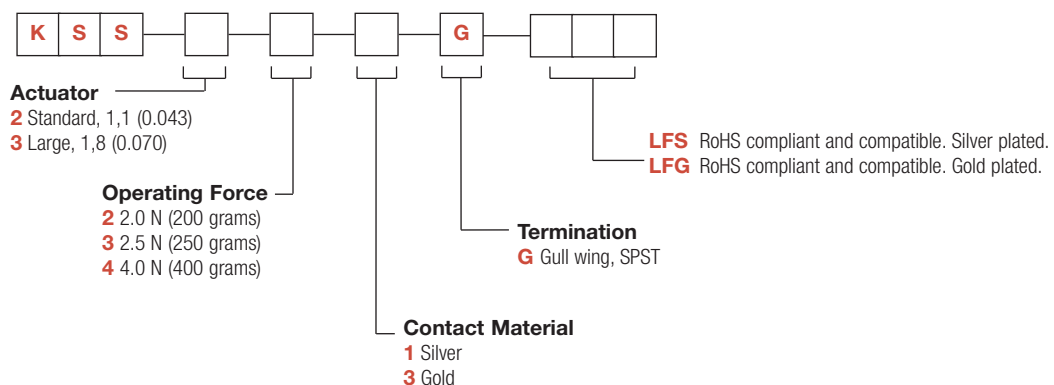 K S S G
Actuator
2 Standard, 1,1 (0.043)
3 Large, 1,8 (0.070)
LFS RoHS compliant and compatible. Silver plated.
LFG RoHS compliant and compatible. Gold plated.
Operating Force
2 2.0 N (200 grams)
3 2.5 N (250 grams)
4 4.0 N (400 grams)
Termination
G Gull wing, SPST
Contact Material
1 Silver
3 Gold